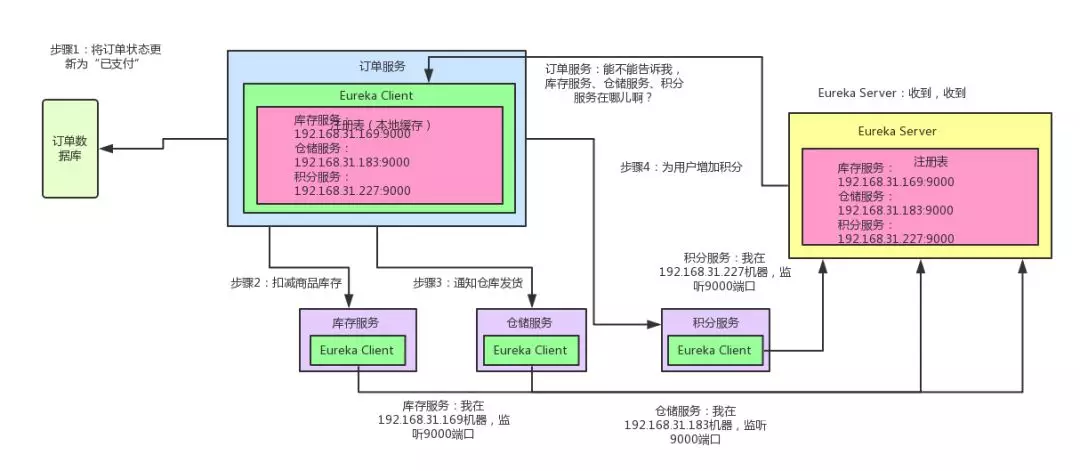 步骤1：将订单状态更
新为“已支付”
订单数
据库
订单服务
Eureka Client
注册表（本地缓存）
库存服务：
192.168.31.169:9000
仓储服务：
192.168.31.183:9000
积分服务：
192.168.31.227:9000
订单服务：能不能告诉我，
库存服务、仓储服务、积分
服务在哪儿啊？
Eureka Server：收到，收到
Eureka Server
注册表
库存服务：
192.168.31.169:9000
仓储服务：
192.168.31.183:9000
积分服务：
192.168.31.227:9000
步骤4：为用户增加积分
步骤2：扣减商品库存
步骤3：通知仓库发货
积分服务：我在
192.168.31.227机器，监
听9000端口
库存服务
Eureka Client
仓储服务
Eureka Client
积分服务
Eureka Client
库存服务：我在
192.168.31.169机器，监
听9000端口
仓储服务：我在
192.168.31.183机器，监听
9000端口